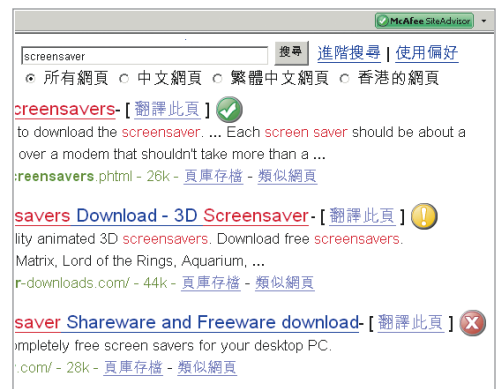 McAfee SiteAdvisor
screensaver 搜尋 進階搜尋 | 使用偏好
所有網頁 中文網頁 繁體中文網頁 香港的網頁
creensavers- [ 翻譯此頁 ]
to download the screensaver. ... Each screen saver should be about a
over a modem that shouldn't take more than a ...
creensavers.phtml - 26k - 頁庫存檔 - 類似網頁
savers Download - 3D Screensaver- [ 翻譯此頁 ]
lity animated 3D screensavers. Download free screensavers.
Matrix, Lord of the Rings, Aquarium, ...
r-downloads.com/ - 44k - 頁庫存檔 - 類似網頁
saver Shareware and Freeware download- [ 翻譯此頁 ]
ompletely free screen savers for your desktop PC.
.com/ - 28k - 頁庫存檔 - 類似網頁